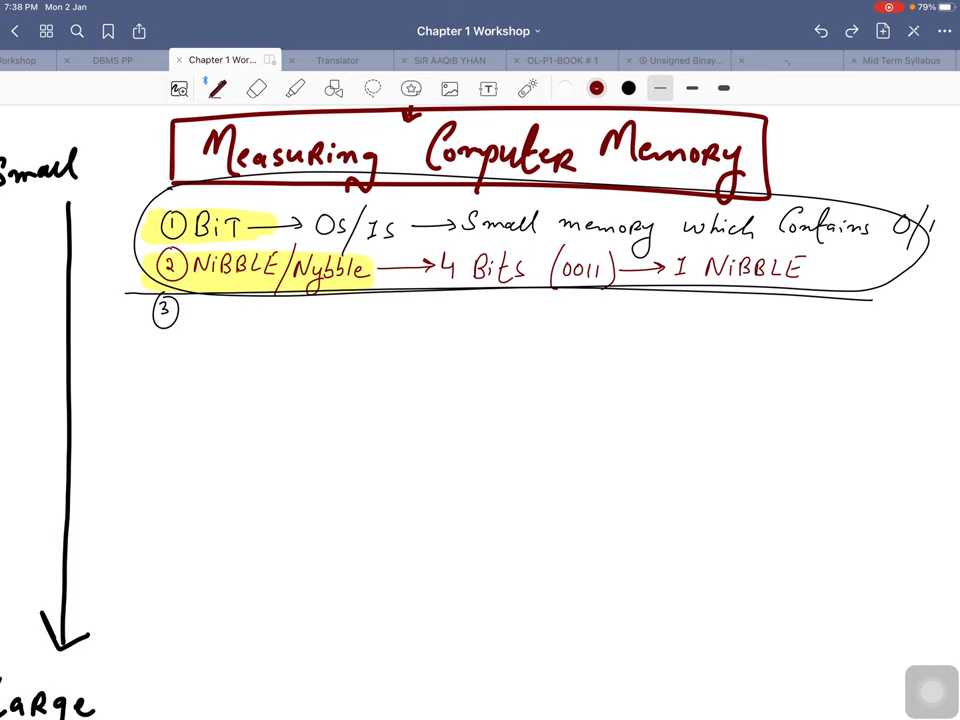 7:38 PM Mon 2 Jan
79%
Chapter 1 Workshop
orkshop
DBMS PP
Chapter 1 Wor...
Translator
SiR AAQIB YHAN
OL-P1-BOOK # 1
Unsigned Binay...
Mid Term Syllabus
Measuring Computer Memory
Small
1 BiT → 0s/1s → Small memory which Contains 0/1
2 NiBBLE/Nybble → 4 Bits (0011) → 1 NiBBLE
3
Large